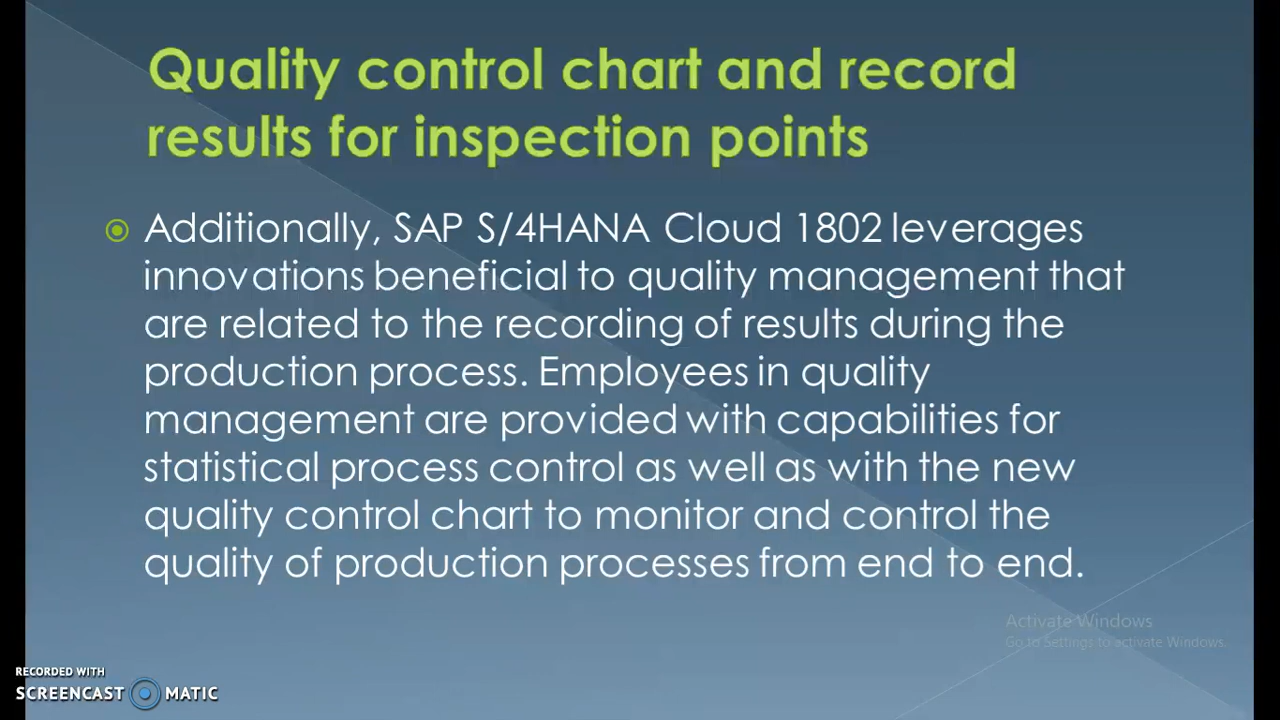 Quality control chart and record
results for inspection points
Additionally, SAP S/4HANA Cloud 1802 leverages
innovations beneficial to quality management that
are related to the recording of results during the
production process. Employees in quality
management are provided with capabilities for
statistical process control as well as with the new
quality control chart to monitor and control the
quality of production processes from end to end.
Activate Windows
Go to Settings to activate Windows.
RECORDED WITH
SCREENCAST MATIC